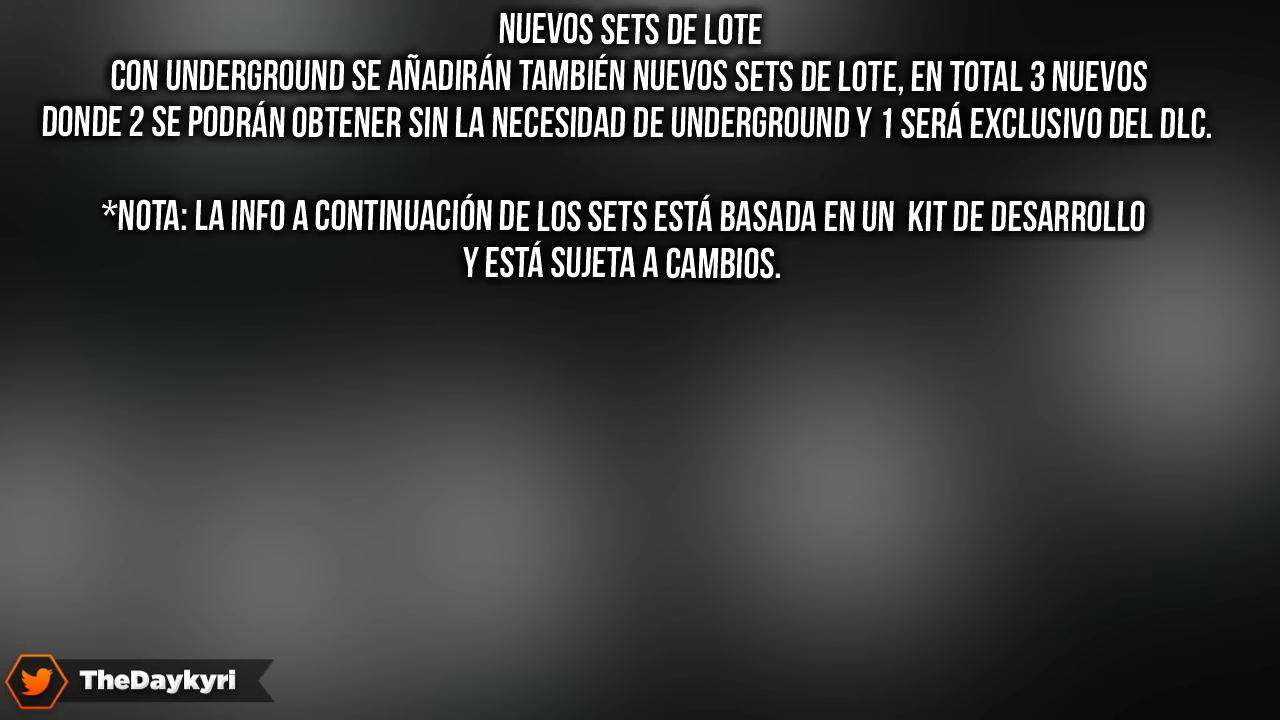 NUEVOS SETS DE LOTE
CON UNDERGROUND SE AÑADIRÁN TAMBIÉN NUEVOS SETS DE LOTE, EN TOTAL 3 NUEVOS
DONDE 2 SE PODRÁN OBTENER SIN LA NECESIDAD DE UNDERGROUND Y 1 SERÁ EXCLUSIVO DEL DLC.
*NOTA: LA INFO A CONTINUACIÓN DE LOS SETS ESTÁ BASADA EN UN KIT DE DESARROLLO
Y ESTÁ SUJETA A CAMBIOS.
TheDaykyri